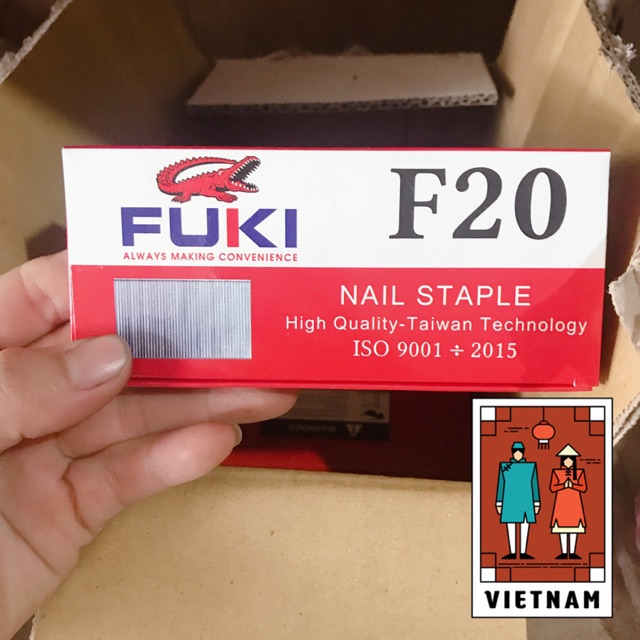 FUKI
ALWAYS MAKING CONVENIENCE
F20
NAIL STAPLE
High Quality-Taiwan Technology
ISO 9001 ÷ 2015
VIETNAM